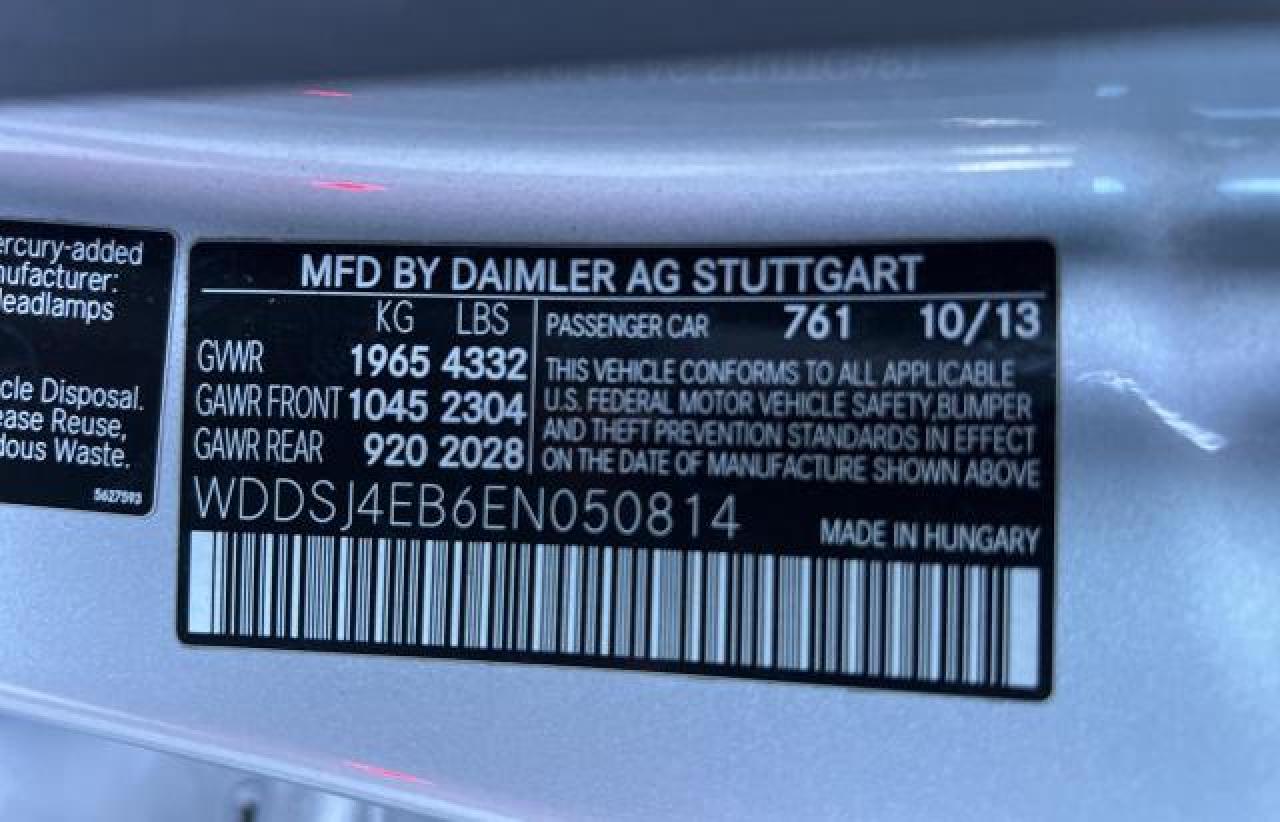 ercury-added
nufacturer:
eadlamps
cle Disposal.
ease Reuse,
dous Waste.
5627593
MFD BY DAIMLER AG STUTTGART
KG LBS
GVWR 1965 4332
GAWR FRONT 1045 2304
GAWR REAR 920 2028
PASSENGER CAR 761 10/13
THIS VEHICLE CONFORMS TO ALL APPLICABLE
U.S. FEDERAL MOTOR VEHICLE SAFETY,BUMPER
AND THEFT PREVENTION STANDARDS IN EFFECT
ON THE DATE OF MANUFACTURE SHOWN ABOVE
WDDSJ4EB6EN050814
MADE IN HUNGARY